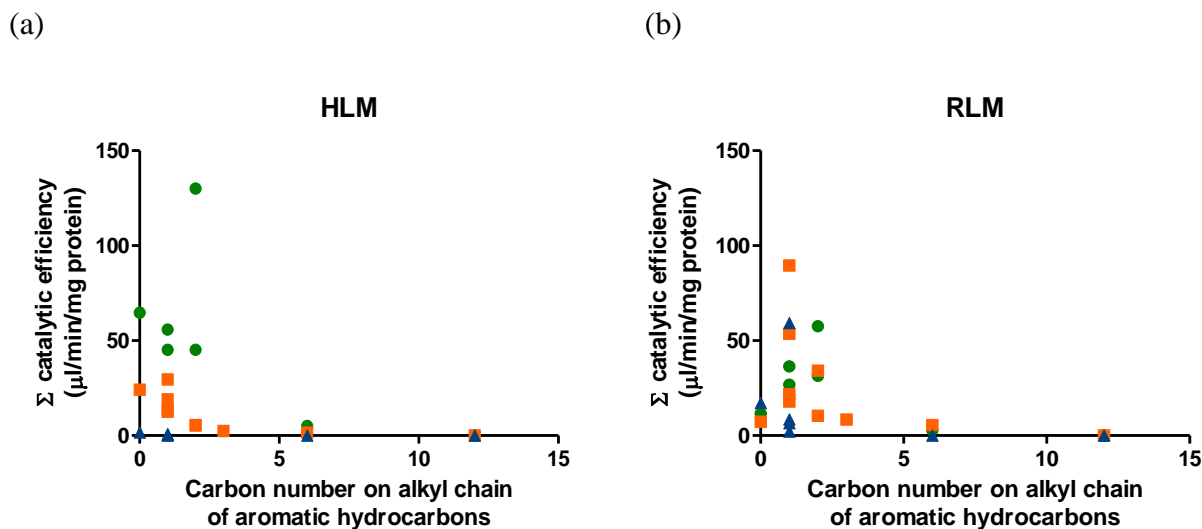 (a)
HLM
150
100
50
0
Σ catalytic efficiency
(μl/min/mg protein)
0 5 10 15
Carbon number on alkyl chain
of aromatic hydrocarbons
(b)
RLM
150
100
50
0
Σ catalytic efficiency
(μl/min/mg protein)
0 5 10 15
Carbon number on alkyl chain
of aromatic hydrocarbons